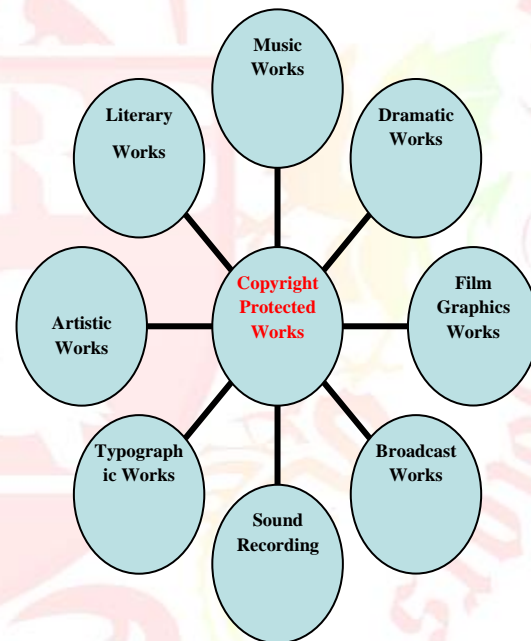 Music
Works
Literary
Works
Dramatic
Works
Copyright
Protected
Works
Film
Graphics
Works
Artistic
Works
Typograph
ic Works
Broadcast
Works
Sound
Recording